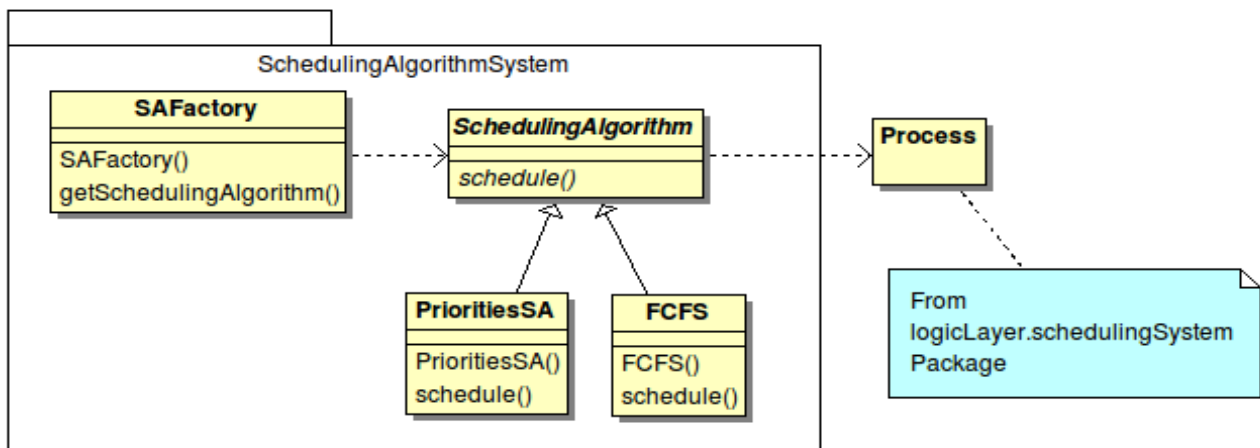 SchedulingAlgorithmSystem
SAFactory
SAFactory()
getSchedulingAlgorithm()
SchedulingAlgorithm
schedule()
Process
PrioritiesSA
PrioritiesSA()
schedule()
FCFS
FCFS()
schedule()
From
logicLayer.schedulingSystem
Package